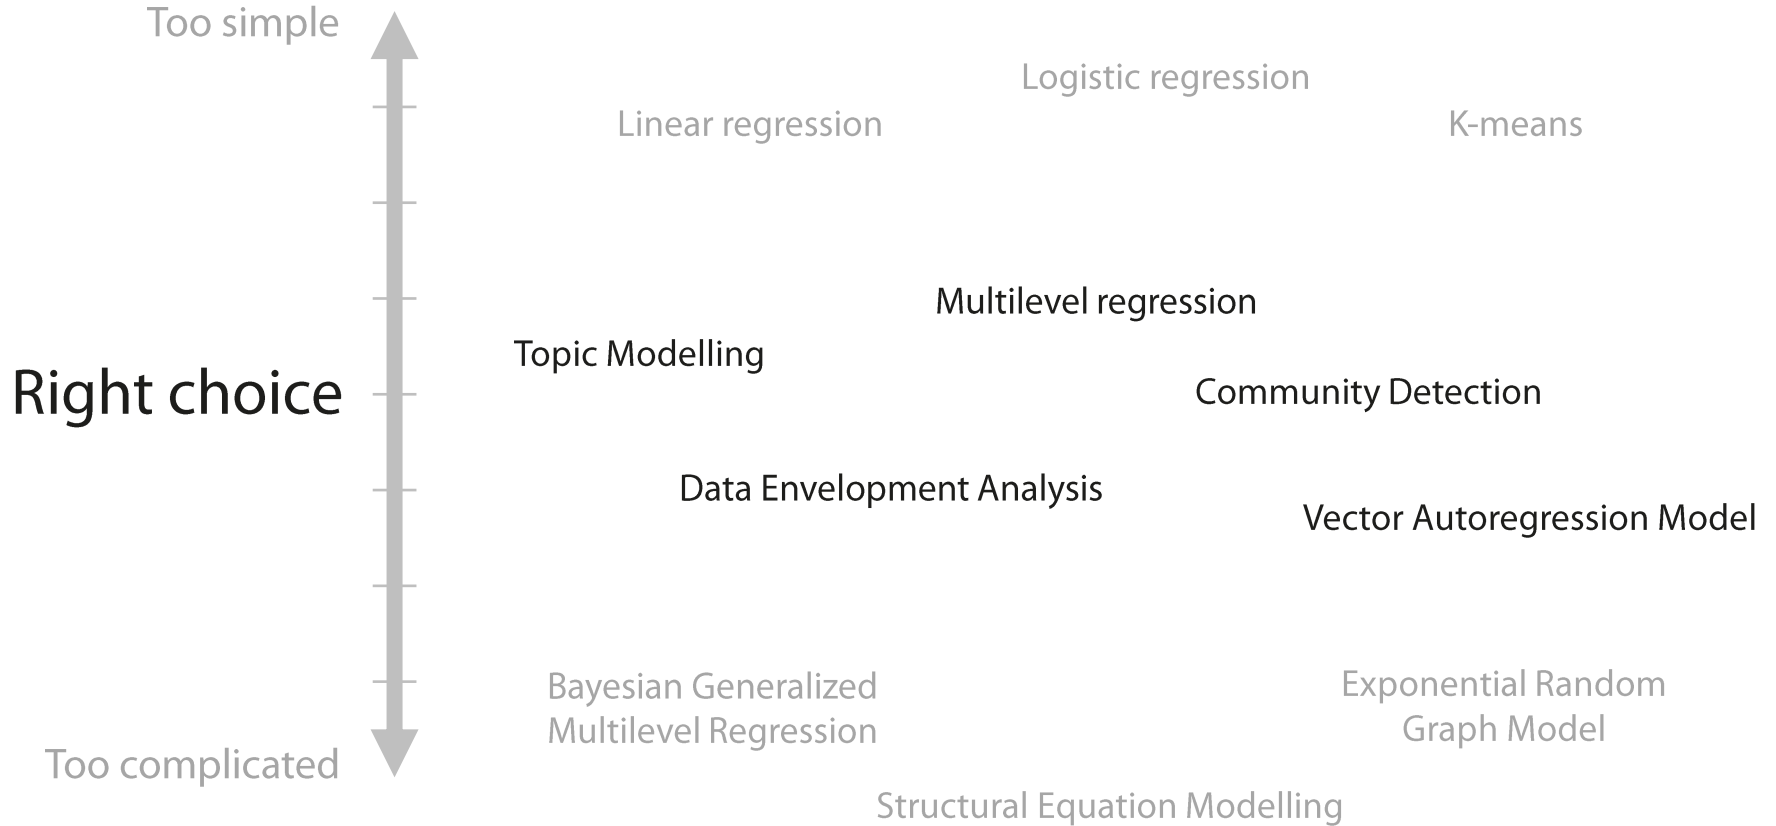 Too simple
Logistic regression
Linear regression
K-means
Multilevel regression
Topic Modelling
Right choice
Community Detection
Data Envelopment Analysis
Vector Autoregression Model
Bayesian Generalized
Multilevel Regression
Exponential Random
Graph Model
Too complicated
Structural Equation Modelling